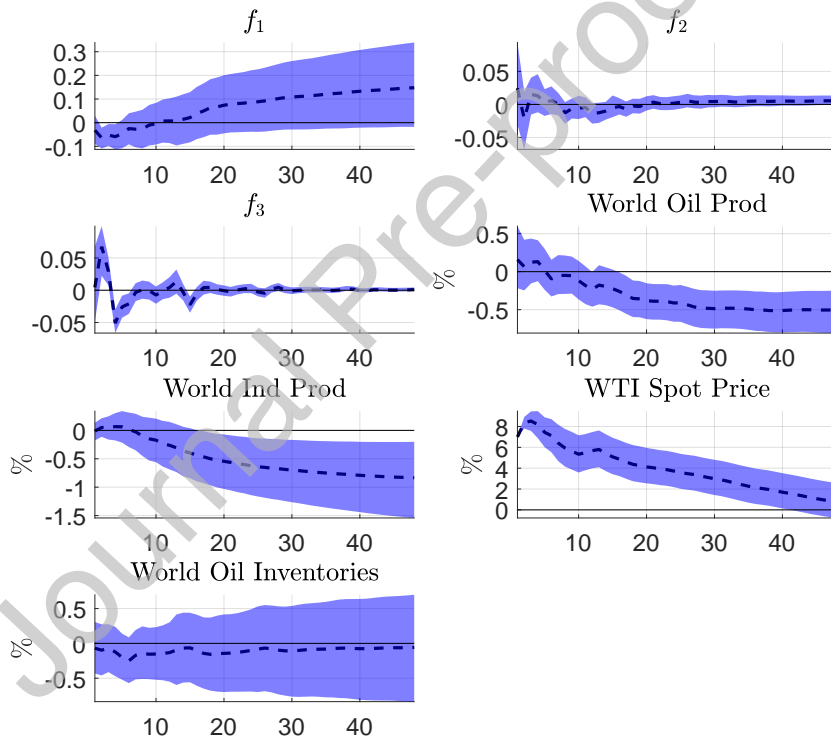 f1
0.3
0.2
0.1
0
-0.1
10 20 30 40
f2
0.05
0
-0.05
10 20 30 40
f3
0.05
0
-0.05
10 20 30 40
World Oil Prod
%
0.5
0
-0.5
10 20 30 40
World Ind Prod
%
0
-0.5
-1
-1.5
10 20 30 40
WTI Spot Price
%
8
6
4
2
0
10 20 30 40
World Oil Inventories
%
0.5
0
-0.5
10 20 30 40
Journal Pre-proo